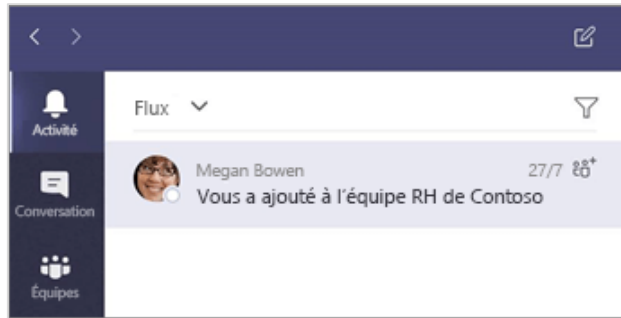 Activité
Flux
Megan Bowen 27/7
Vous a ajouté à l'équipe RH de Contoso
Conversation
Équipes